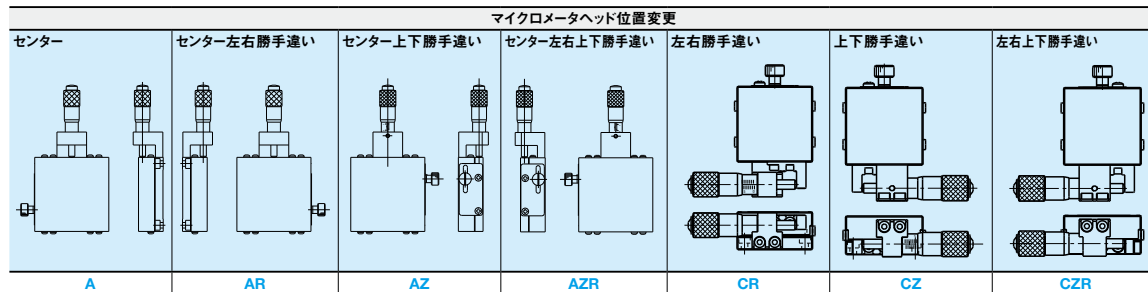 マイクロメータヘッド位置変更
センター
センター左右勝手違い
センター上下勝手違い
センター左右上下勝手違い
左右勝手違い
上下勝手違い
左右上下勝手違い
A
AR
AZ
AZR
CR
CZ
CZR